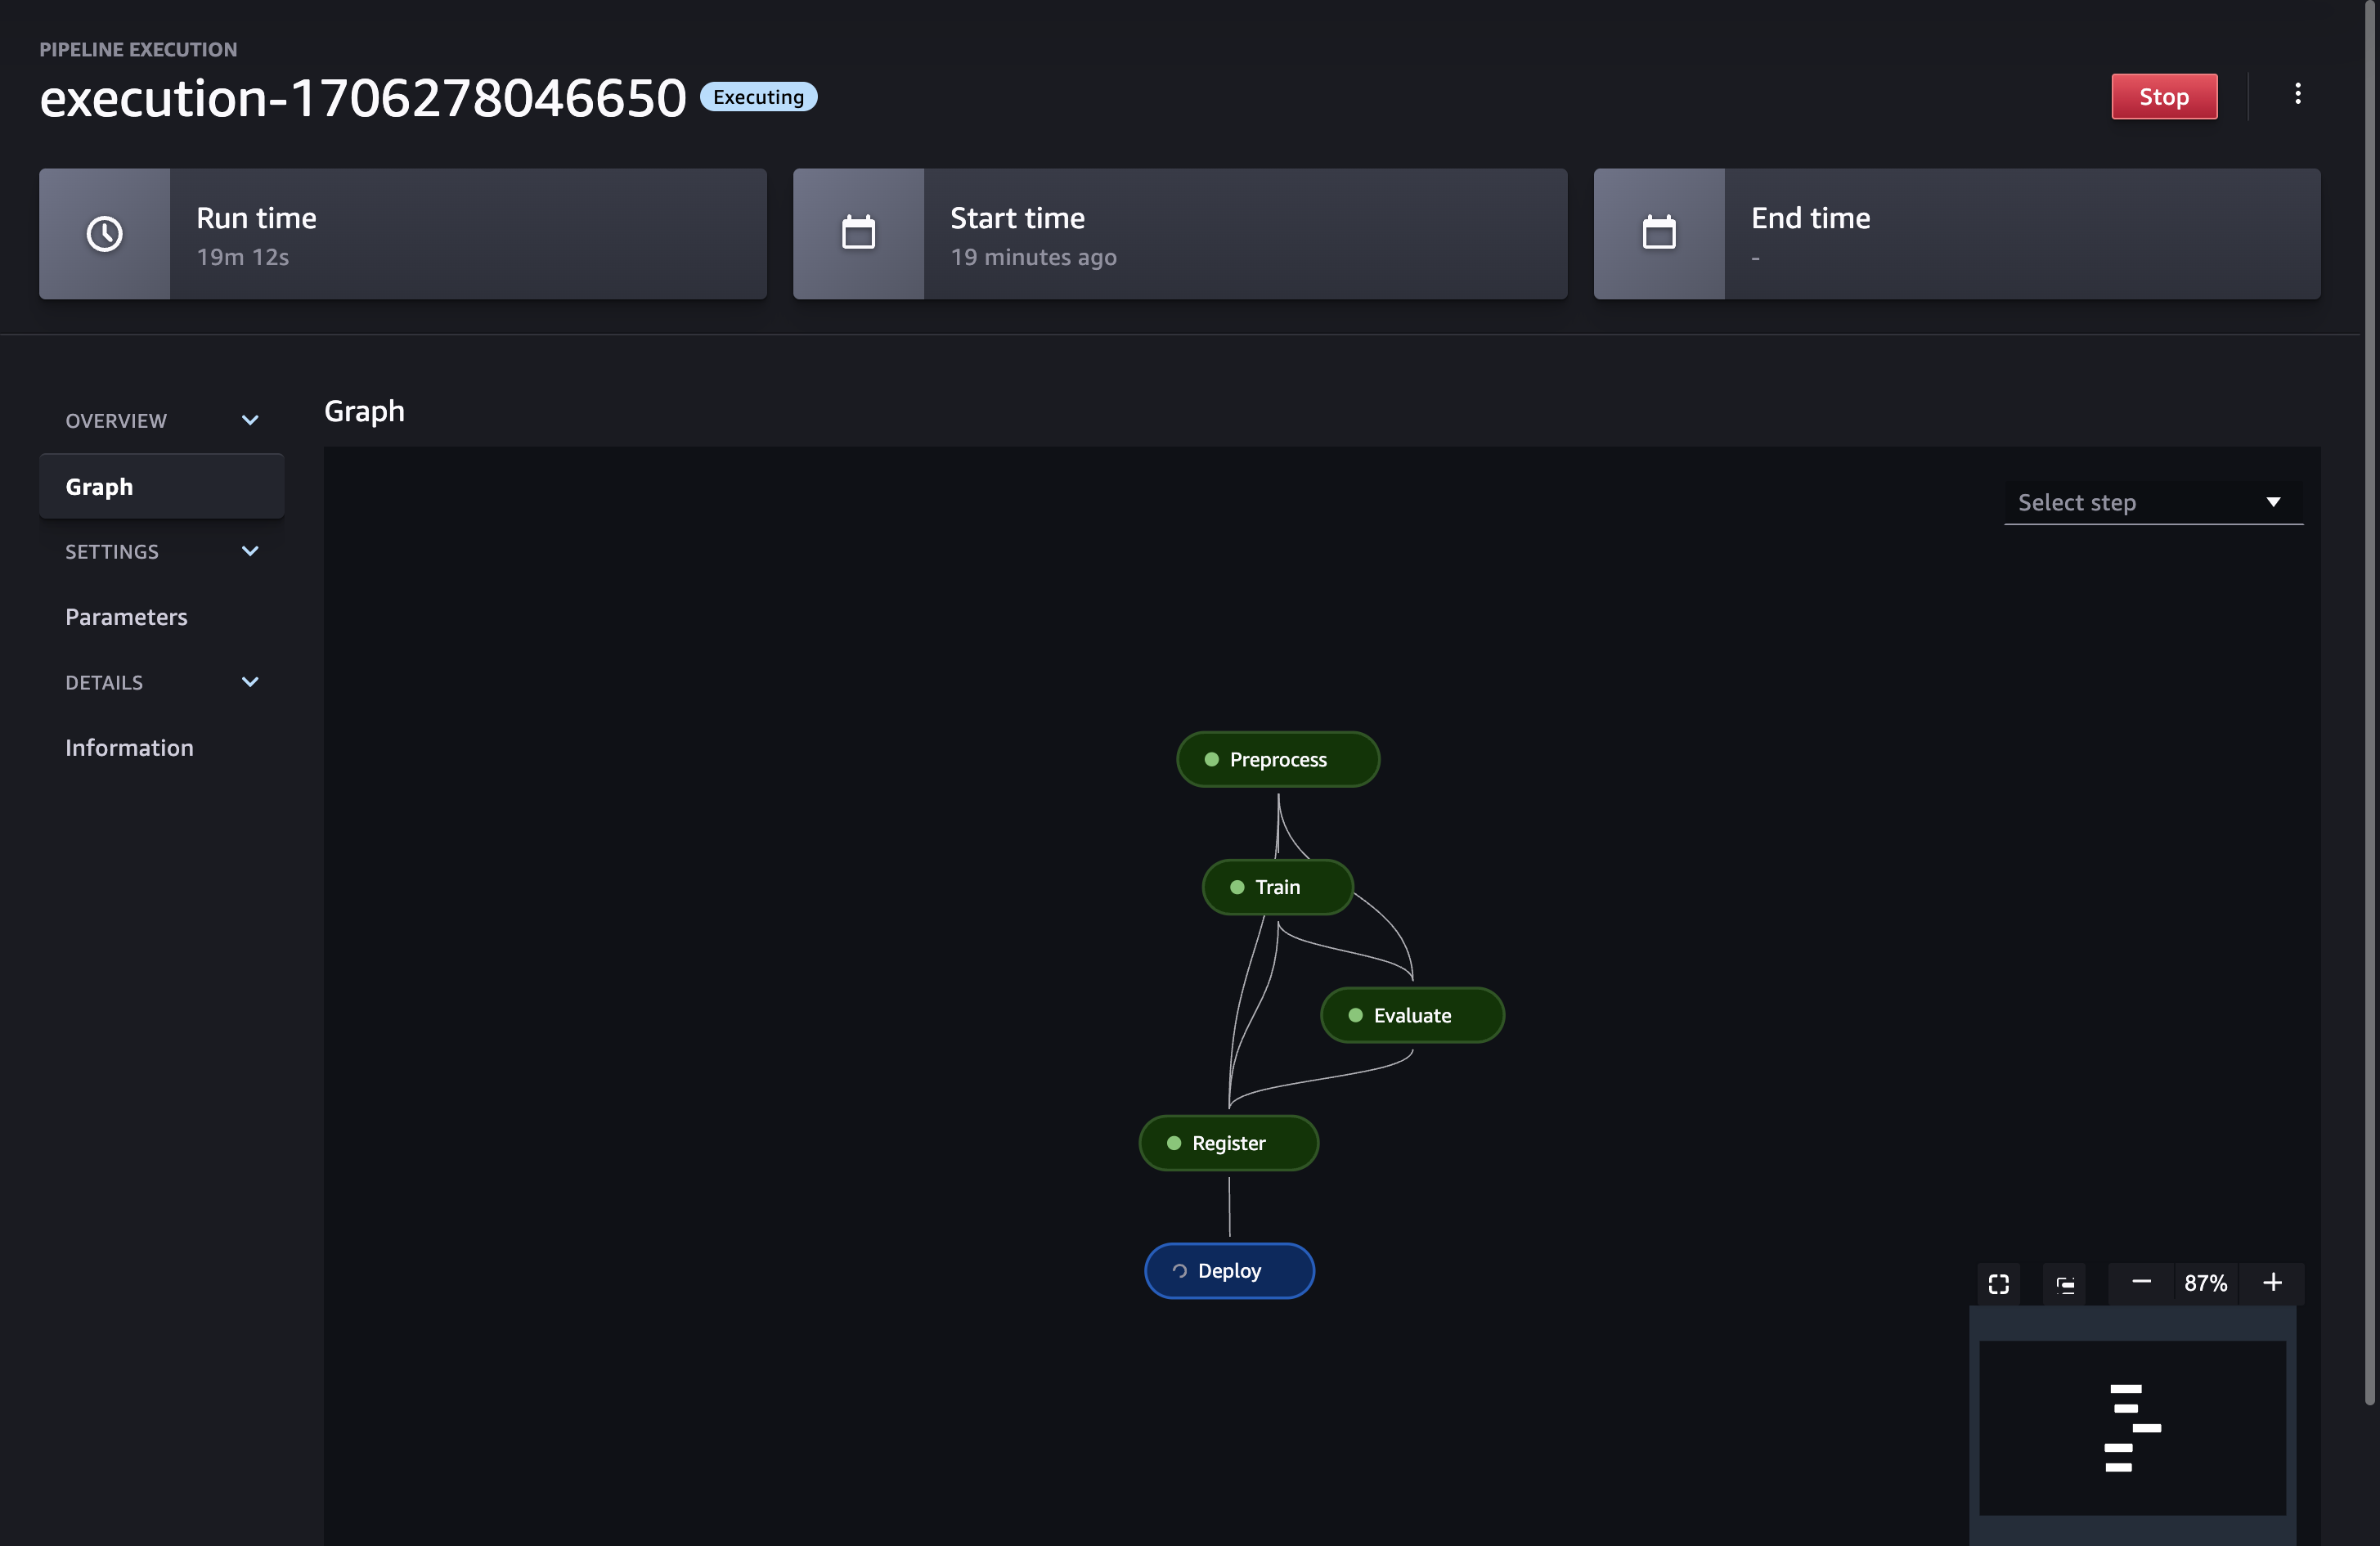 PIPELINE EXECUTION
execution-1706278046650 Executing
Stop
Run time
19m 12s
Start time
19 minutes ago
End time
-
OVERVIEW
Graph
SETTINGS
Parameters
DETAILS
Information
Graph
Select step
Preprocess
Train
Evaluate
Register
Deploy
87%